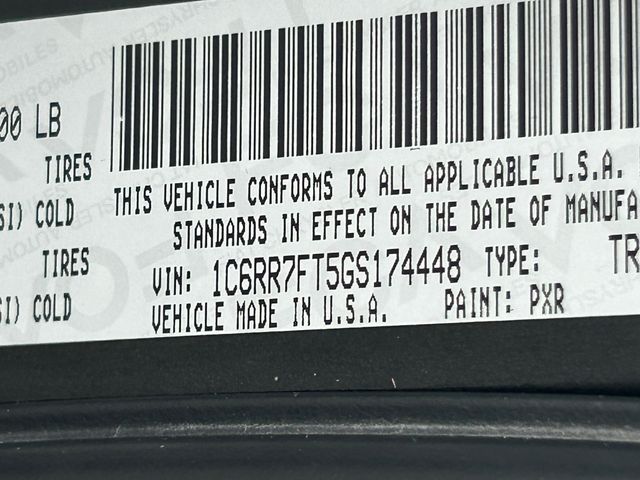 00 LB
TIRES
SI) COLD
TIRES
SI) COLD
THIS VEHICLE CONFORMS TO ALL APPLICABLE U.S.A.
STANDARDS IN EFFECT ON THE DATE OF MANUFA
VIN: 1C6RR7FT5GS174448 TYPE: TR
VEHICLE MADE IN U.S.A. PAINT: PXR